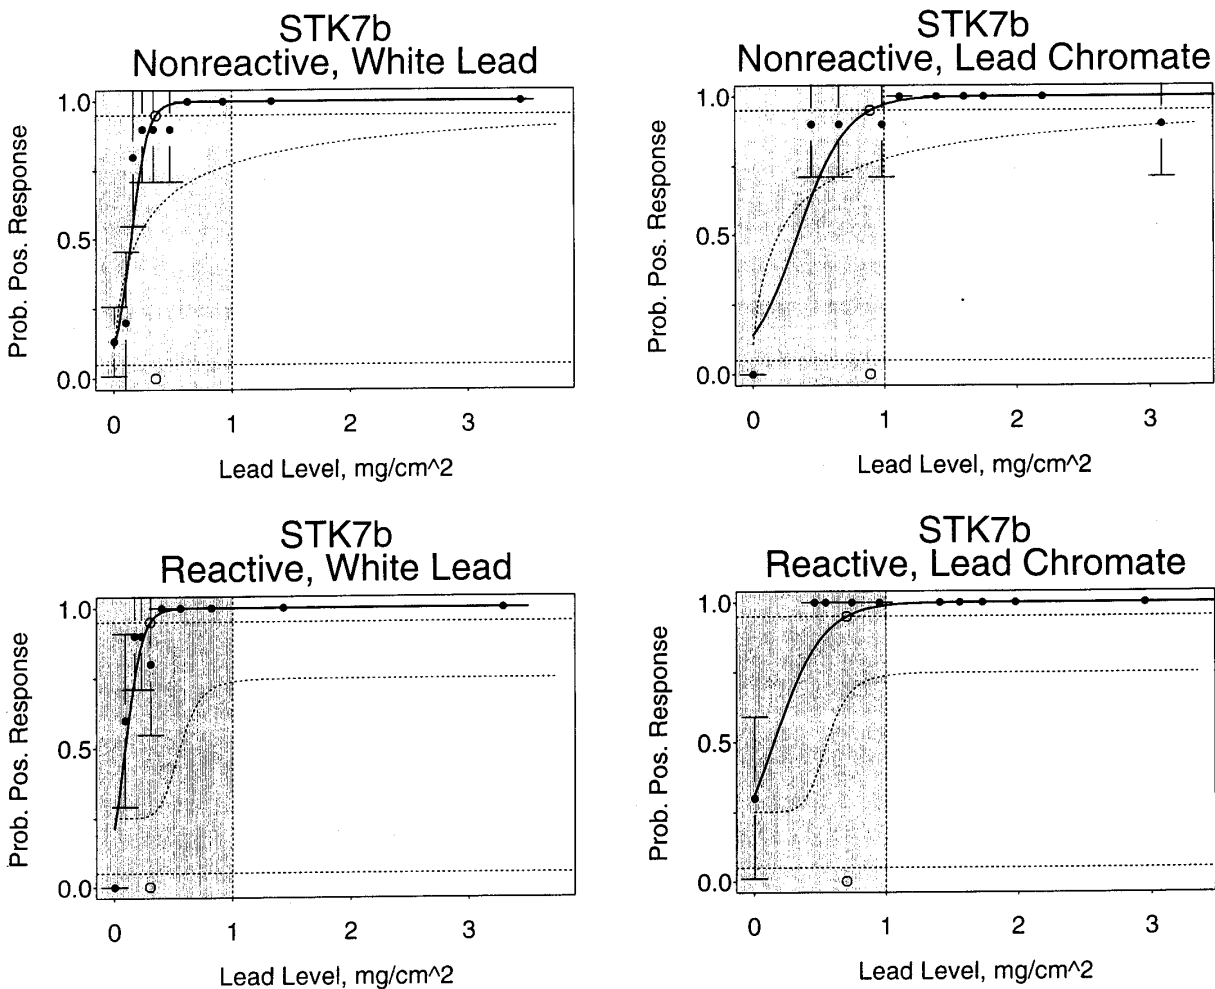 STK7b
Nonreactive, White Lead
Prob. Pos. Response
1.0
0.5
0.0
0 1 2 3
Lead Level, mg/cm^2
STK7b
Nonreactive, Lead Chromate
Prob. Pos. Response
1.0
0.5
0.0
0 1 2 3
Lead Level, mg/cm^2
STK7b
Reactive, White Lead
Prob. Pos. Response
1.0
0.5
0.0
0 1 2 3
Lead Level, mg/cm^2
STK7b
Reactive, Lead Chromate
Prob. Pos. Response
1.0
0.5
0.0
0 1 2 3
Lead Level, mg/cm^2